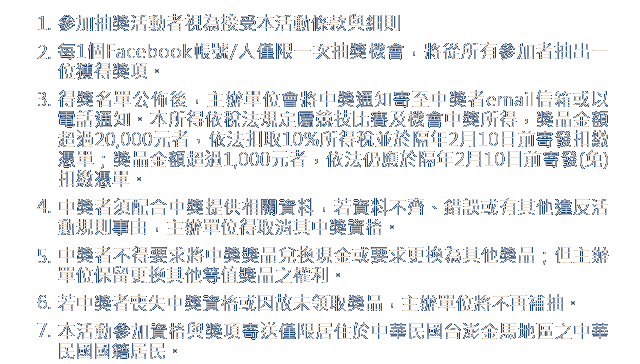 1. 參加抽獎活動者視為接受本活動條款與細則
2. 每1個Facebook帳號/人僅限一次抽獎機會，將從所有參加者抽出一
位獲得獎項。
3. 得獎名單公佈後，主辦單位會將中獎通知寄至中獎者email信箱或以
電話通知。本所得依稅法規定屬競技比賽及機會中獎所得，獎品金額
超過20,000元者，依法扣取10%所得稅並於隔年2月10日前寄發扣繳
憑單；獎品金額超過1,000元者，依法仍應於隔年2月10日前寄發(免)
扣繳憑單。
4. 中獎者須配合中獎提供相關資料，若資料不齊、錯誤或有其他違反活
動規則事由，主辦單位得取消其中獎資格。
5. 中獎者不得要求將中獎獎品兌換現金或要求更換為其他獎品；但主辦
單位保留更換其他等值獎品之權利。
6. 若中獎者喪失中獎資格或因故未領取獎品，主辦單位將不再補抽。
7. 本活動參加資格與獎項寄送僅限居住於中華民國台澎金馬地區之中華
民國國籍居民。